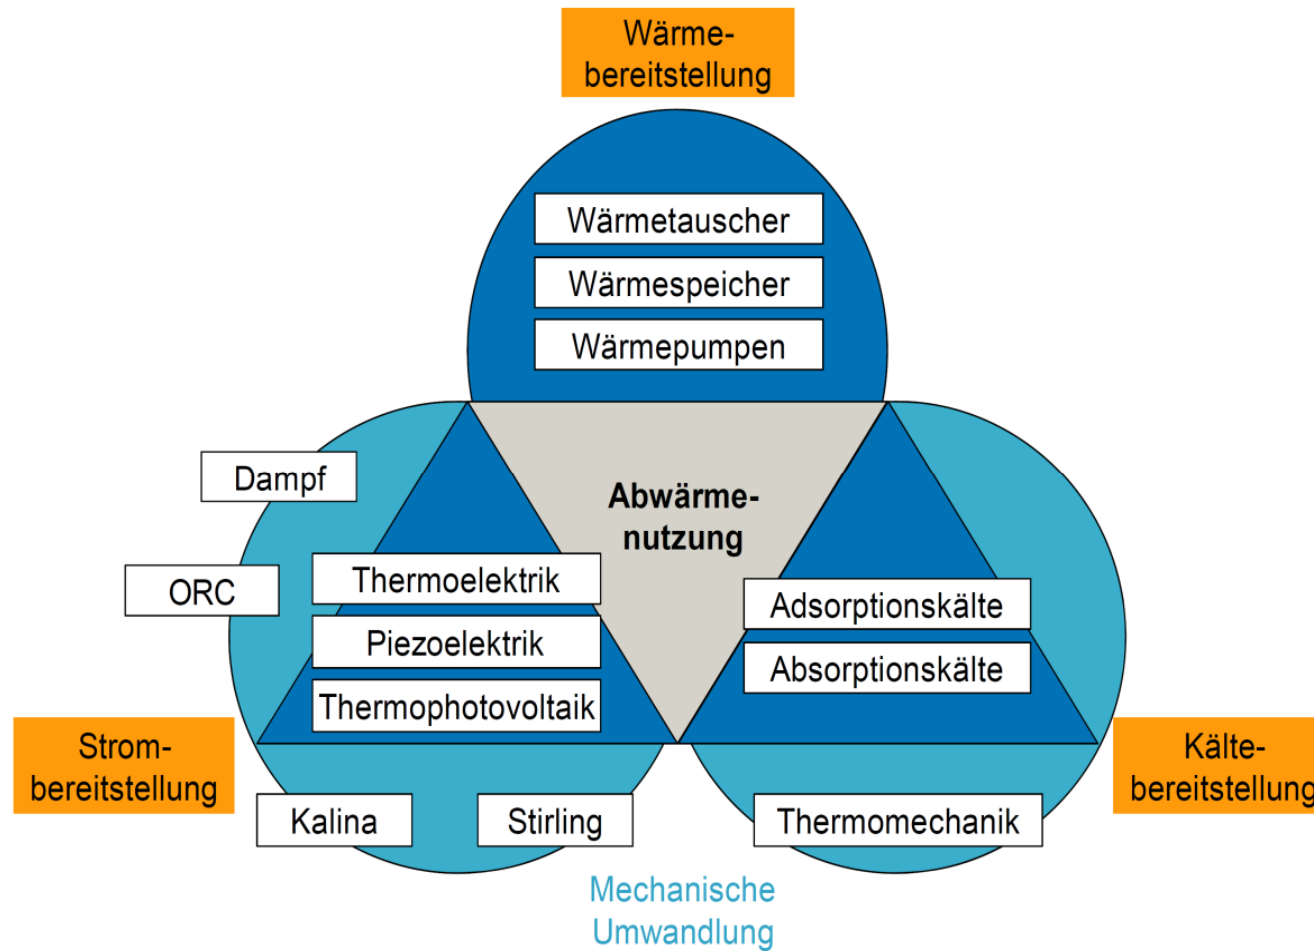 Wärme-
bereitstellung
Wärmetauscher
Wärmespeicher
Wärmepumpen
Dampf
Abwärme-
nutzung
ORC
Thermoelektrik
Piezoelektrik
Thermophotovoltaik
Adsorptionskälte
Absorptionskälte
Strom-
bereitstellung
Kälte-
bereitstellung
Kalina
Stirling
Thermomechanik
Mechanische
Umwandlung